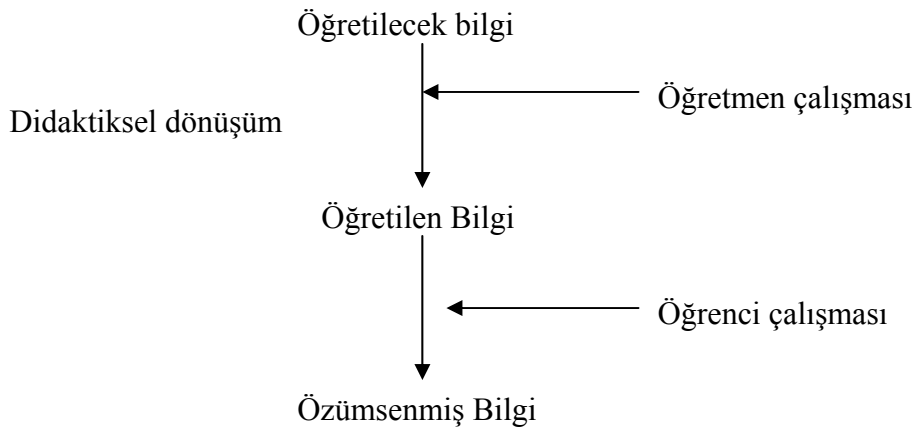 Öğretilecek bilgi
Öğretmen çalışması
Didaktiksel dönüşüm
Öğretilen Bilgi
Öğrenci çalışması
Özümsenmiş Bilgi